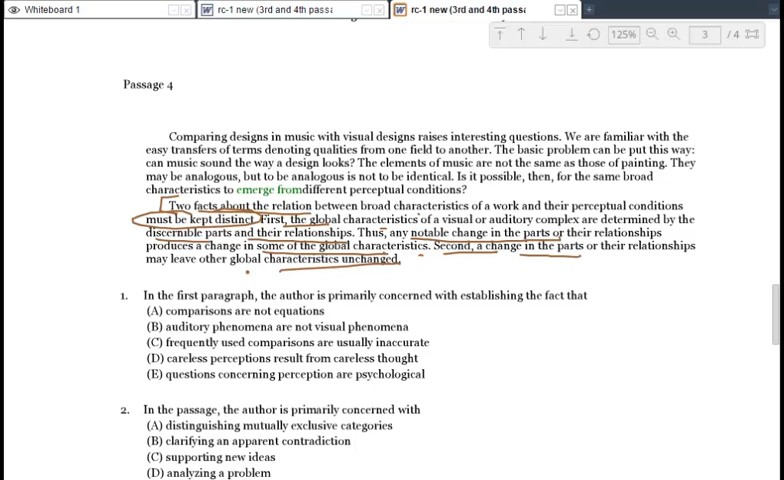 Whiteboard 1
rc-1 new (3rd and 4th passa
rc-1 new (3rd and 4th passa
125%
3
/ 4
Passage 4
Comparing designs in music with visual designs raises interesting questions. We are familiar with the
easy transfers of terms denoting qualities from one field to another. The basic problem can be put this way:
can music sound the way a design looks? The elements of music are not the same as those of painting. They
may be analogous, but to be analogous is not to be identical. Is it possible, then, for the same broad
characteristics to emerge fromdifferent perceptual conditions?
Two facts about the relation between broad characteristics of a work and their perceptual conditions
must be kept distinct. First, the global characteristics of a visual or auditory complex are determined by the
discernible parts and their relationships. Thus, any notable change in the parts or their relationships
produces a change in some of the global characteristics. Second, a change in the parts or their relationships
may leave other global characteristics unchanged.
1. In the first paragraph, the author is primarily concerned with establishing the fact that
(A) comparisons are not equations
(B) auditory phenomena are not visual phenomena
(C) frequently used comparisons are usually inaccurate
(D) careless perceptions result from careless thought
(E) questions concerning perception are psychological
2. In the passage, the author is primarily concerned with
(A) distinguishing mutually exclusive categories
(B) clarifying an apparent contradiction
(C) supporting new ideas
(D) analyzing a problem